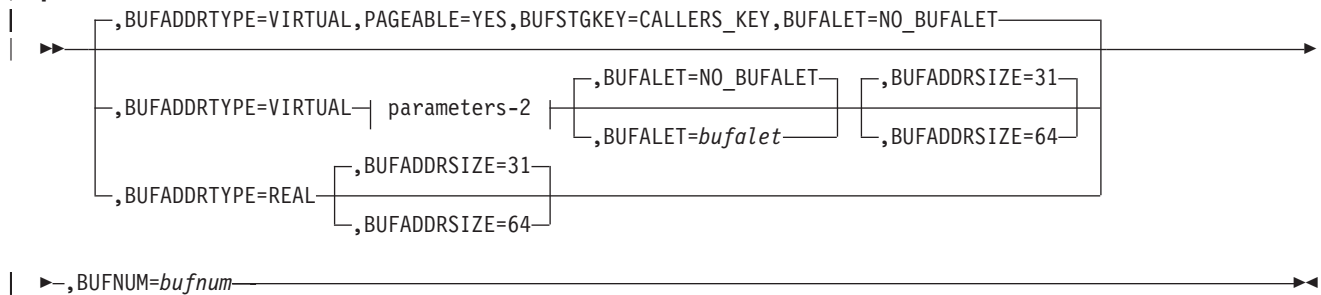 ,BUFADDRTYPE=VIRTUAL,PAGEABLE=YES,BUFSTGKEY=CALLERS_KEY,BUFALET=NO_BUFALET
,BUFADDRTYPE=VIRTUAL parameters-2 ,BUFALET=NO_BUFALET ,BUFADDRSIZE=31
,BUFALET=bufalet ,BUFADDRSIZE=64
,BUFADDRTYPE=REAL ,BUFADDRSIZE=31
,BUFADDRSIZE=64
,BUFNUM=bufnum